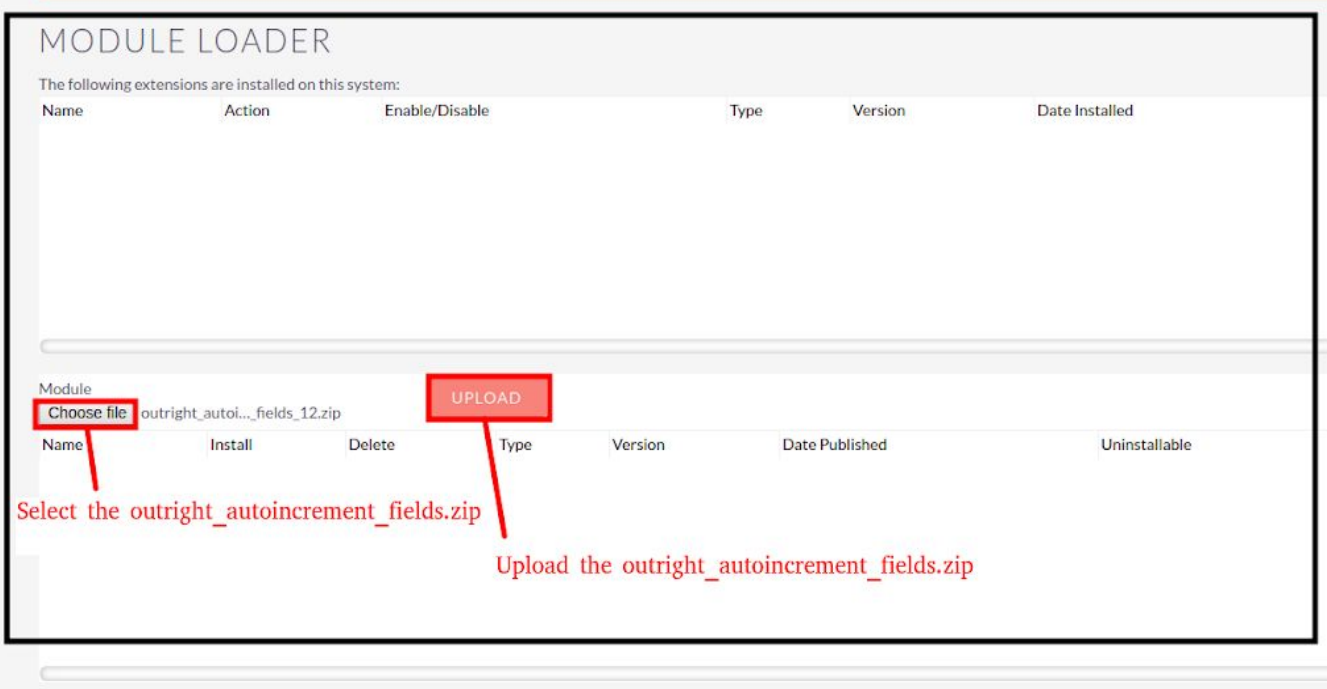 MODULE LOADER
The following extensions are installed on this system:
Name Action Enable/Disable Type Version Date Installed
Module
Choose file outright_autoi..._fields_12.zip UPLOAD
Name Install Delete Type Version Date Published Uninstallable
Select the outright_autoincrement_fields.zip
Upload the outright_autoincrement_fields.zip